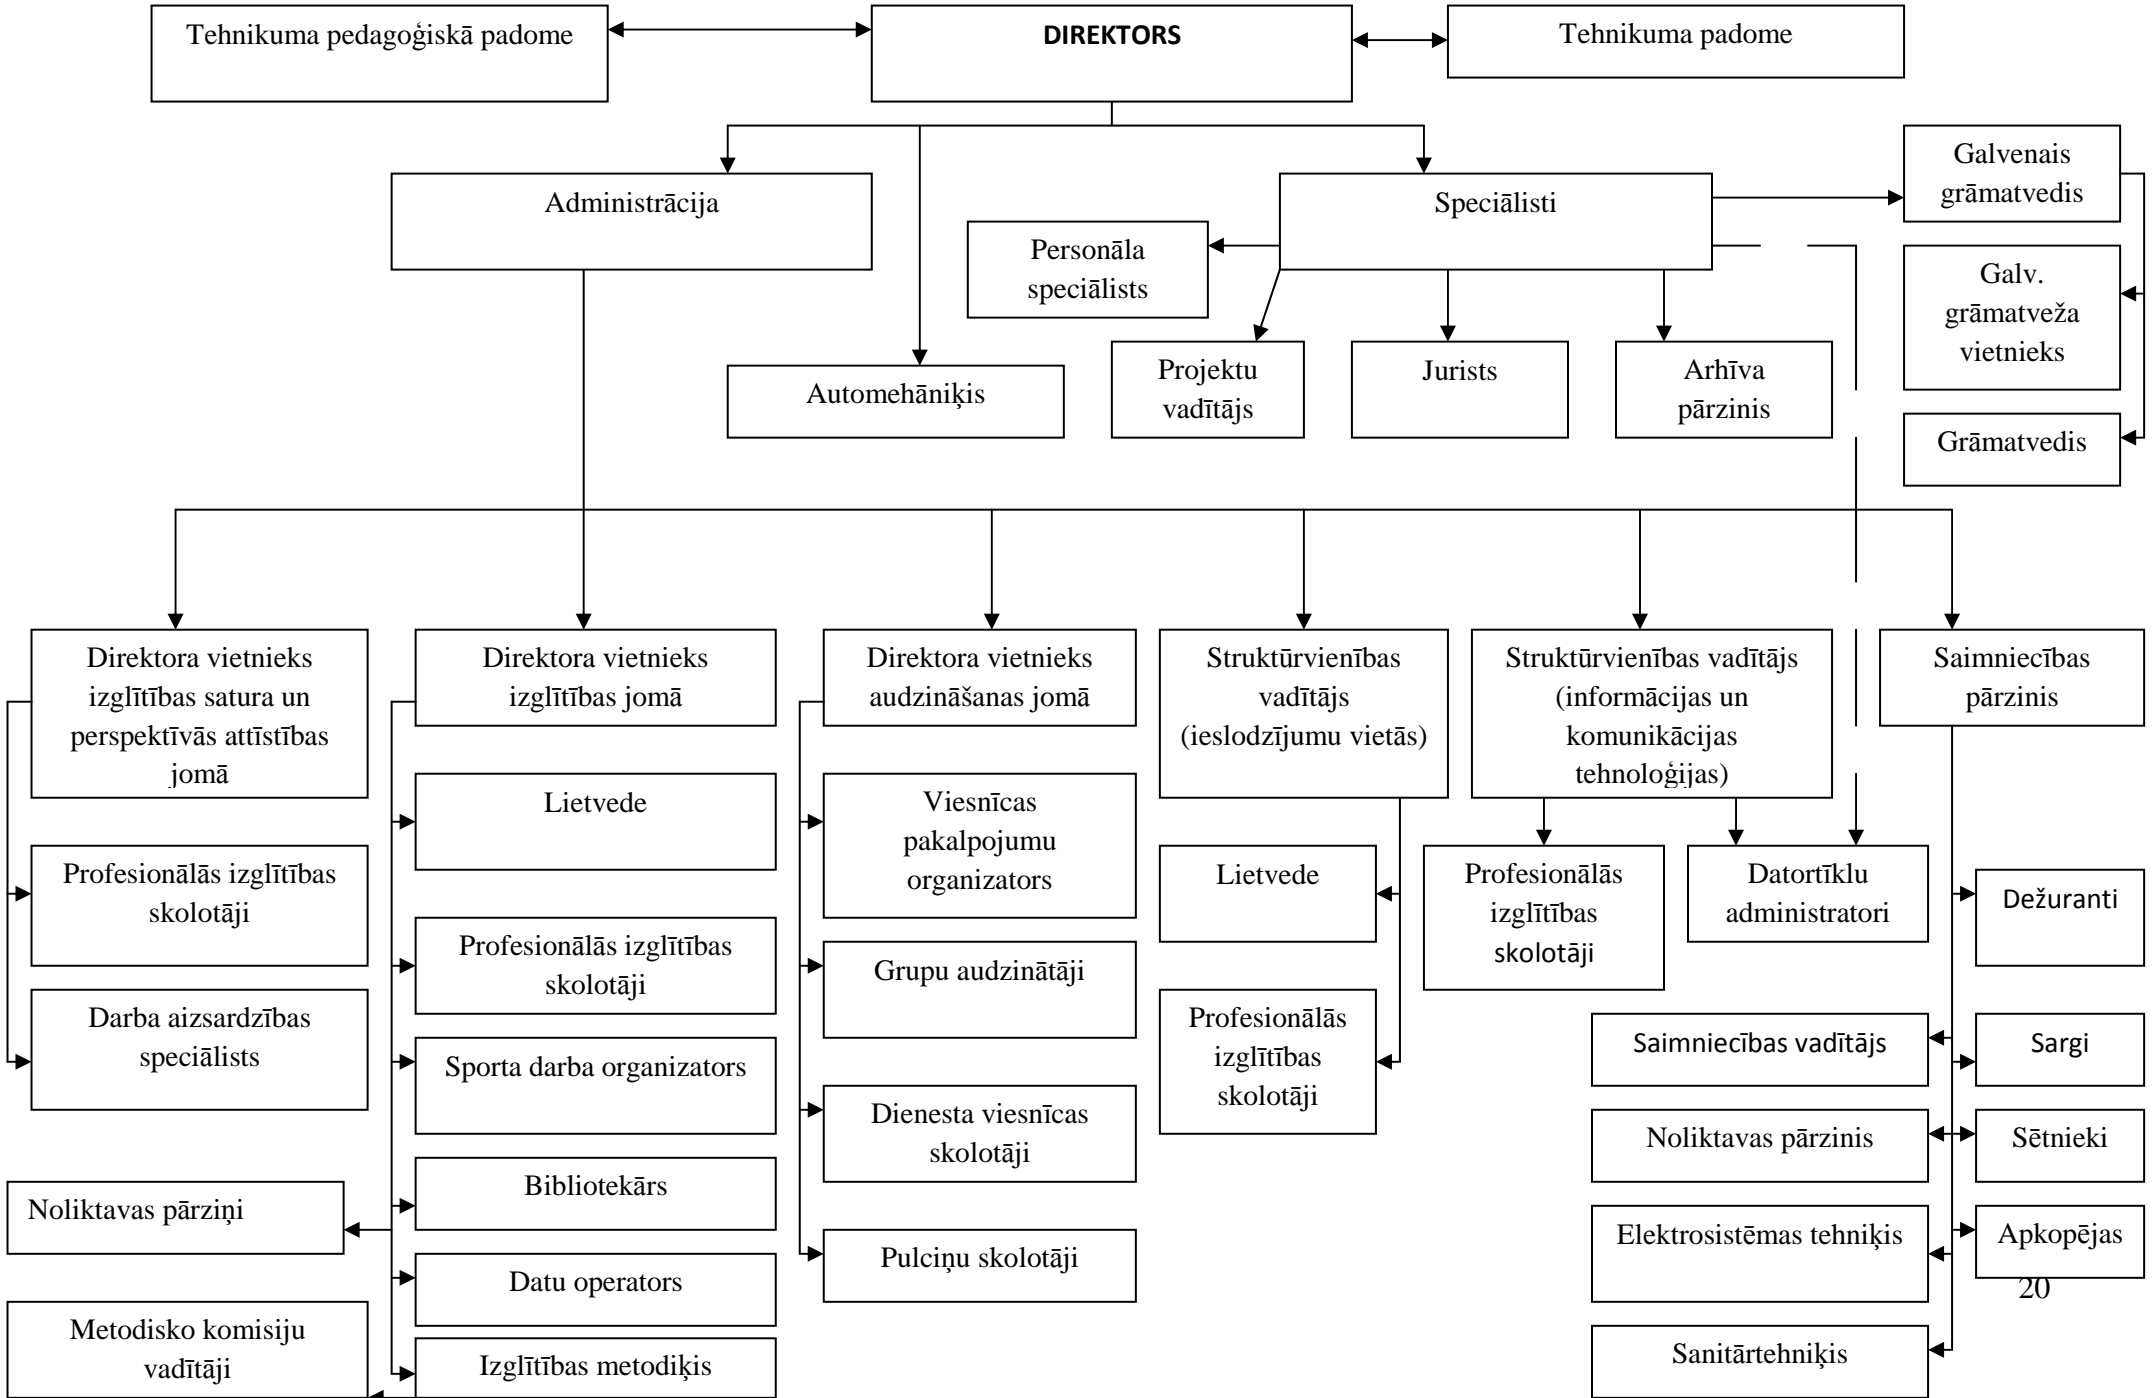 Tehnikuma pedagoģiskā padome
DIREKTORS
Tehnikuma padome
Administrācija
Speciālisti
Galvenais
grāmatvedis
Personāla
speciālists
Galv.
grāmatveža
vietnieks
Automehāniķis
Projektu
vadītājs
Jurists
Arhīva
pārzinis
Grāmatvedis
Direktora vietnieks
izglītības satura un
perspektīvās attīstības
jomā
Direktora vietnieks
izglītības jomā
Direktora vietnieks
audzināšanas jomā
Struktūrvienības
vadītājs
(ieslodzījumu vietās)
Struktūrvienības vadītājs
(informācijas un
komunikācijas
tehnoloģijas)
Saimniecības
pārzinis
Profesionālās izglītības
skolotāji
Darba aizsardzības
speciālists
Noliktavas pārziņi
Metodisko komisiju
vadītāji
Lietvede
Profesionālās izglītības
skolotāji
Sporta darba organizators
Bibliotekārs
Datu operators
Izglītības metodiķis
Viesnīcas
pakalpojumu
organizators
Grupu audzinātāji
Dienesta viesnīcas
skolotāji
Pulciņu skolotāji
Lietvede
Profesionālās
izglītības
skolotāji
Profesionālās
izglītības
skolotāji
Datortīklu
administratori
Dežuranti
Saimniecības vadītājs
Sargi
Noliktavas pārzinis
Sētnieki
Elektrosistēmas tehniķis
Apkopējas
20
Sanitārtehniķis